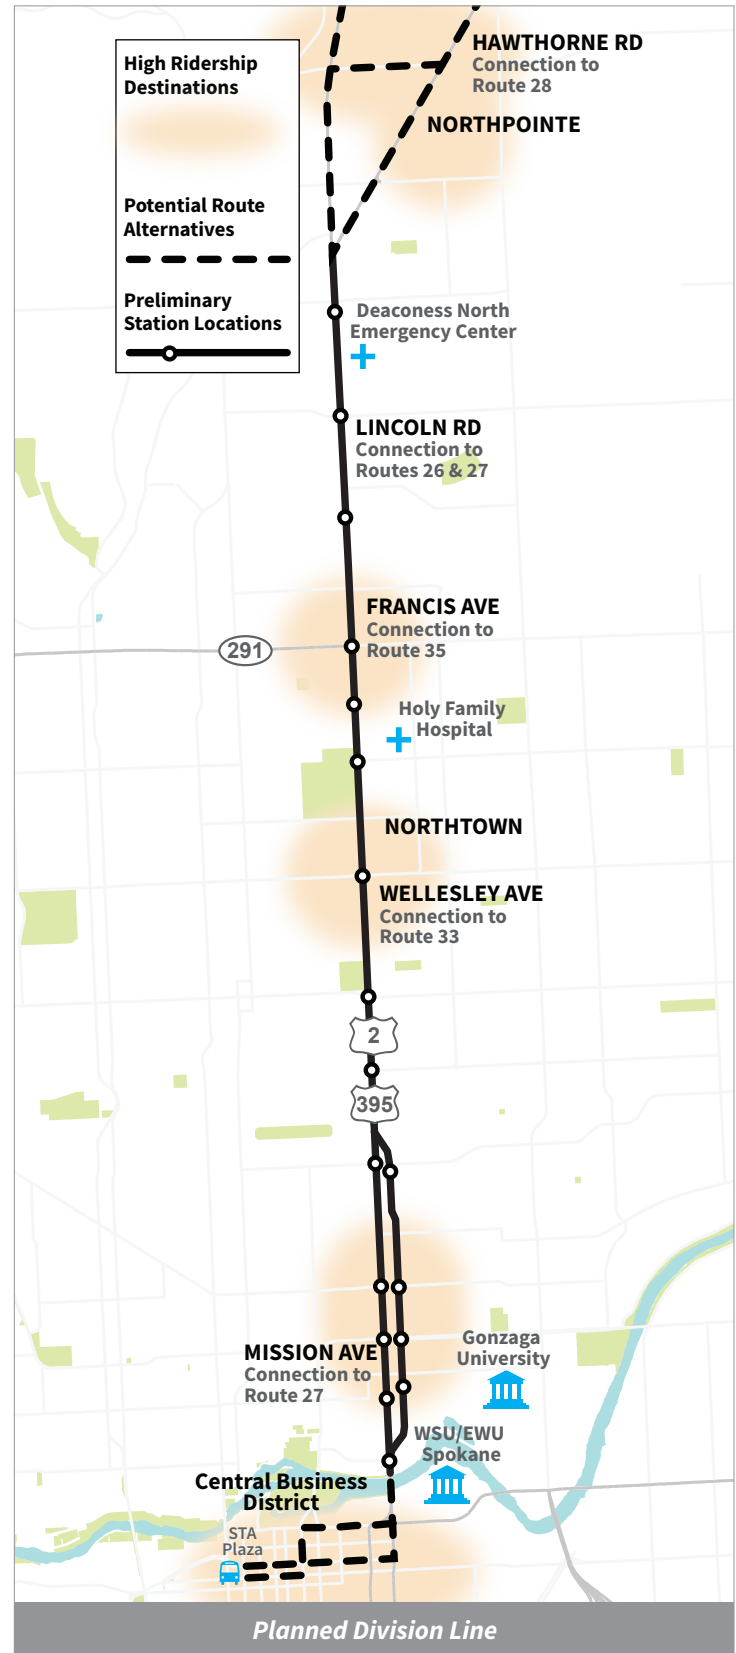 High Ridership
Destinations
Potential Route
Alternatives
Preliminary
Station Locations
HAWTHORNE RD
Connection to
Route 28
NORTHPOINTE
Deaconess North
Emergency Center
LINCOLN RD
Connection to
Routes 26 & 27
FRANCIS AVE
Connection to
Route 35
291
Holy Family
Hospital
NORTHTOWN
WELLESLEY AVE
Connection to
Route 33
2
395
Gonzaga
University
MISSION AVE
Connection to
Route 27
WSU/EWU
Spokane
Central Business
District
STA
Plaza
Planned Division Line